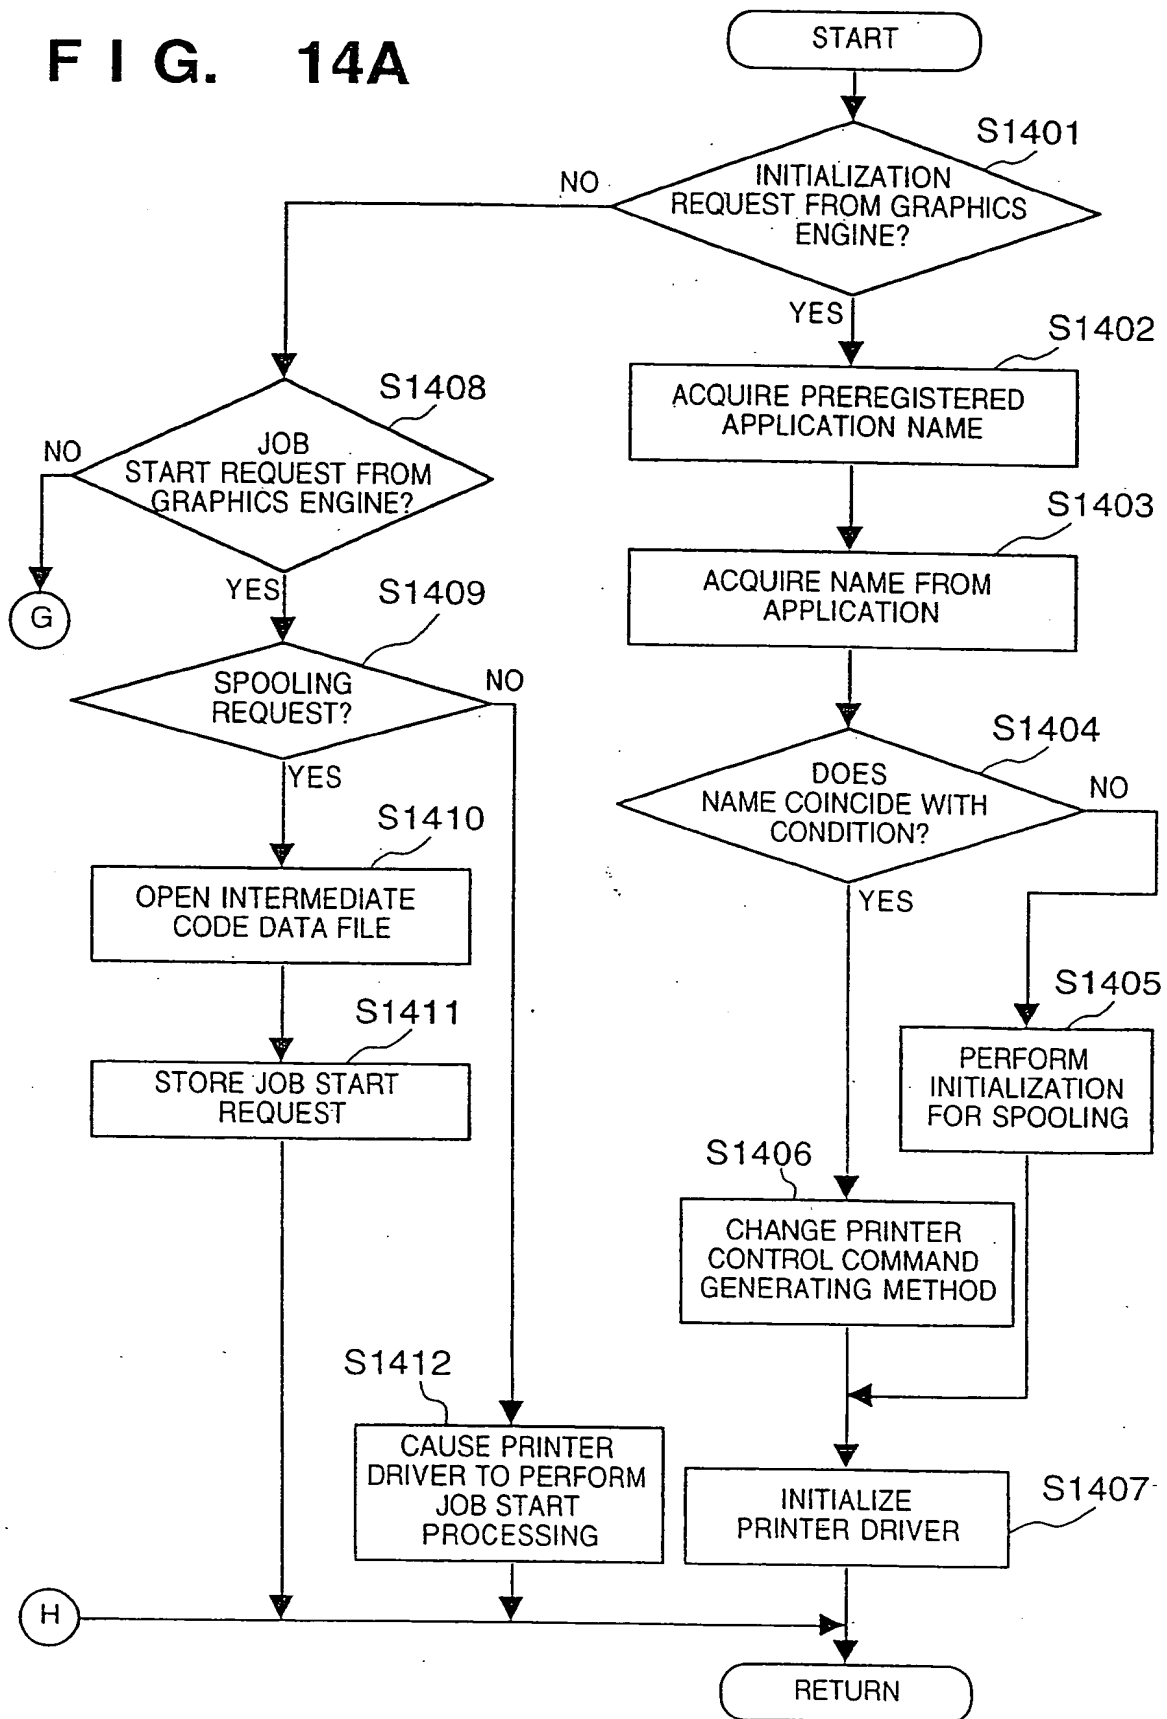 FIG. 14A
START
S1401
INITIALIZATION
REQUEST FROM GRAPHICS
ENGINE?
NO
YES
S1402
ACQUIRE PREREGISTERED
APPLICATION NAME
S1403
ACQUIRE NAME FROM
APPLICATION
S1404
DOES
NAME COINCIDE WITH
CONDITION?
NO
YES
S1405
PERFORM
INITIALIZATION
FOR SPOOLING
S1406
CHANGE PRINTER
CONTROL COMMAND
GENERATING METHOD
S1407
INITIALIZE
PRINTER DRIVER
S1408
JOB
START REQUEST FROM
GRAPHICS ENGINE?
NO
G
YES
S1409
SPOOLING
REQUEST?
NO
YES
S1410
OPEN INTERMEDIATE
CODE DATA FILE
S1411
STORE JOB START
REQUEST
S1412
CAUSE PRINTER
DRIVER TO PERFORM
JOB START
PROCESSING
H
RETURN